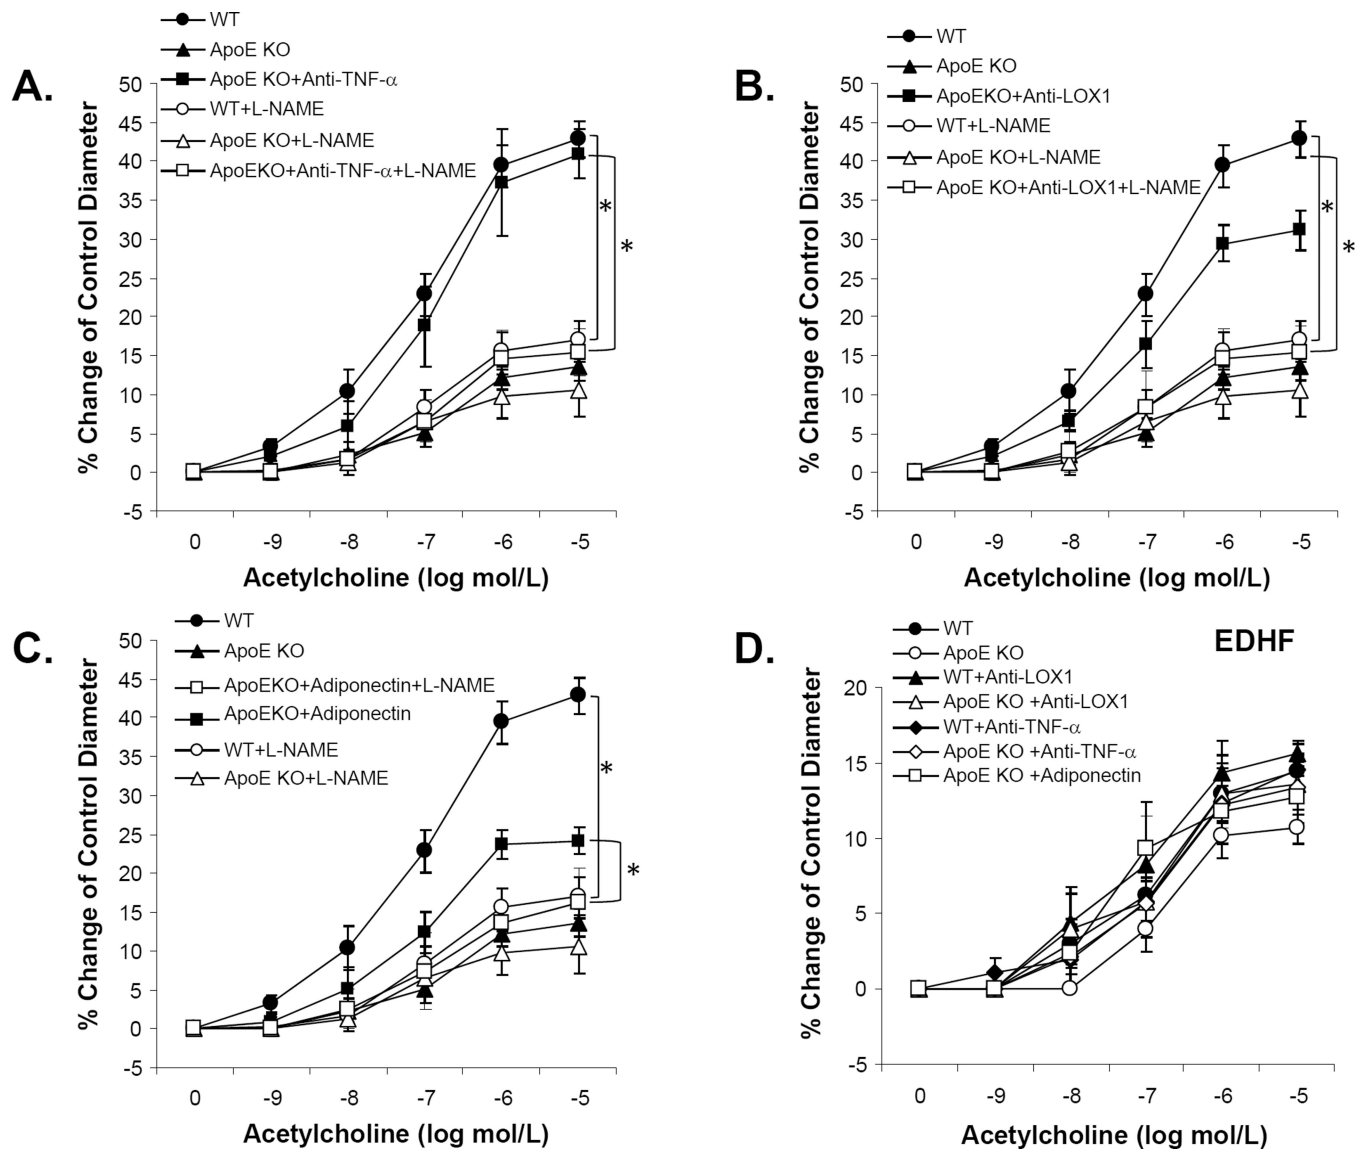 A.
WT
ApoE KO
ApoE KO+Anti-TNF-α
WT+L-NAME
ApoE KO+L-NAME
ApoEKO+Anti-TNF-α+L-NAME
% Change of Control Diameter
50
45
40
35
30
25
20
15
10
5
0
-5
*
*
0 -9 -8 -7 -6 -5
Acetylcholine (log mol/L)
B.
WT
ApoE KO
ApoEKO+Anti-LOX1
WT+L-NAME
ApoE KO+L-NAME
ApoE KO+Anti-LOX1+L-NAME
% Change of Control Diameter
50
45
40
35
30
25
20
15
10
5
0
-5
*
*
0 -9 -8 -7 -6 -5
Acetylcholine (log mol/L)
C.
WT
ApoE KO
ApoEKO+Adiponectin+L-NAME
ApoEKO+Adiponectin
WT+L-NAME
ApoE KO+L-NAME
% Change of Control Diameter
50
45
40
35
30
25
20
15
10
5
0
-5
*
*
0 -9 -8 -7 -6 -5
Acetylcholine (log mol/L)
D.
EDHF
WT
ApoE KO
WT+Anti-LOX1
ApoE KO +Anti-LOX1
WT+Anti-TNF-α
ApoE KO +Anti-TNF-α
ApoE KO +Adiponectin
% Change of Control Diameter
20
15
10
5
0
-5
0 -9 -8 -7 -6 -5
Acetylcholine (log mol/L)